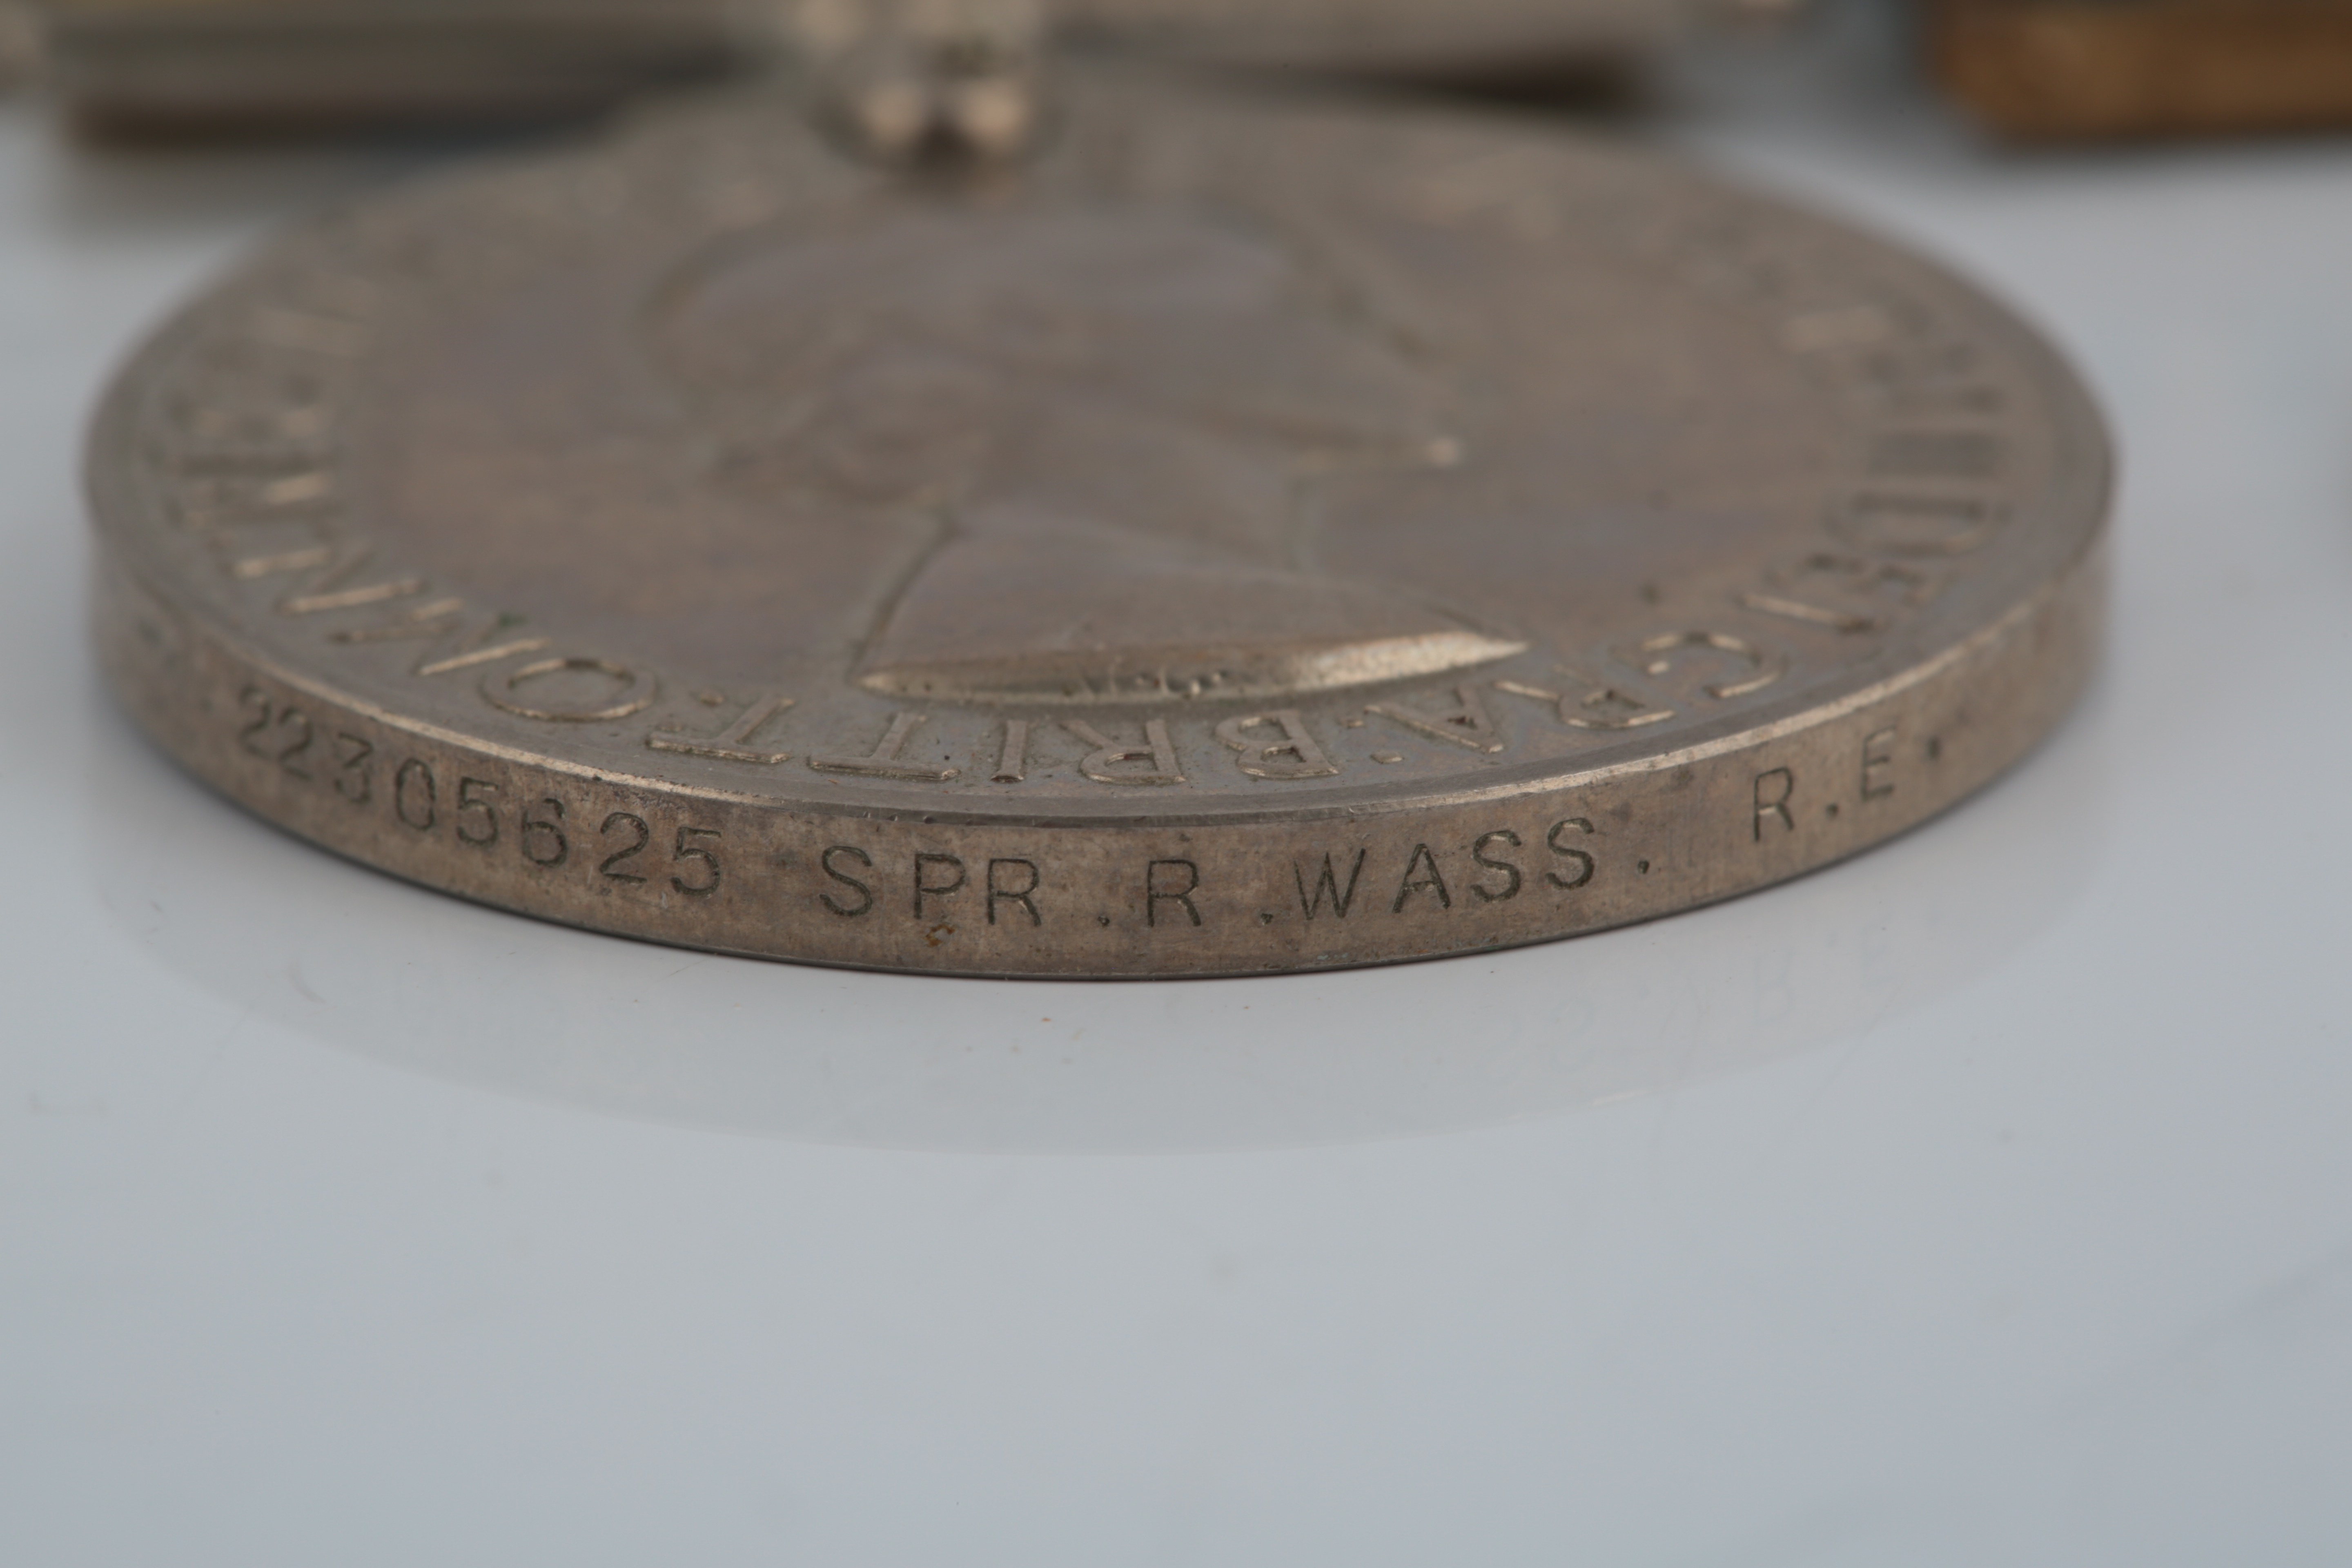 22305625 SPR.R.WASS. R.E.
GRA:BRITT:OMN: